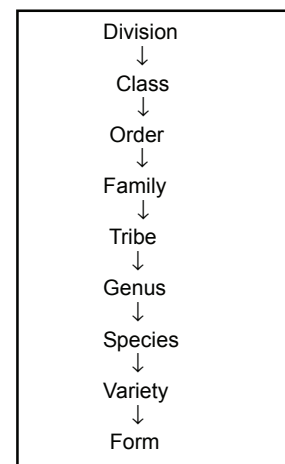 Division
↓
Class
↓
Order
↓
Family
↓
Tribe
↓
Genus
↓
Species
↓
Variety
↓
Form